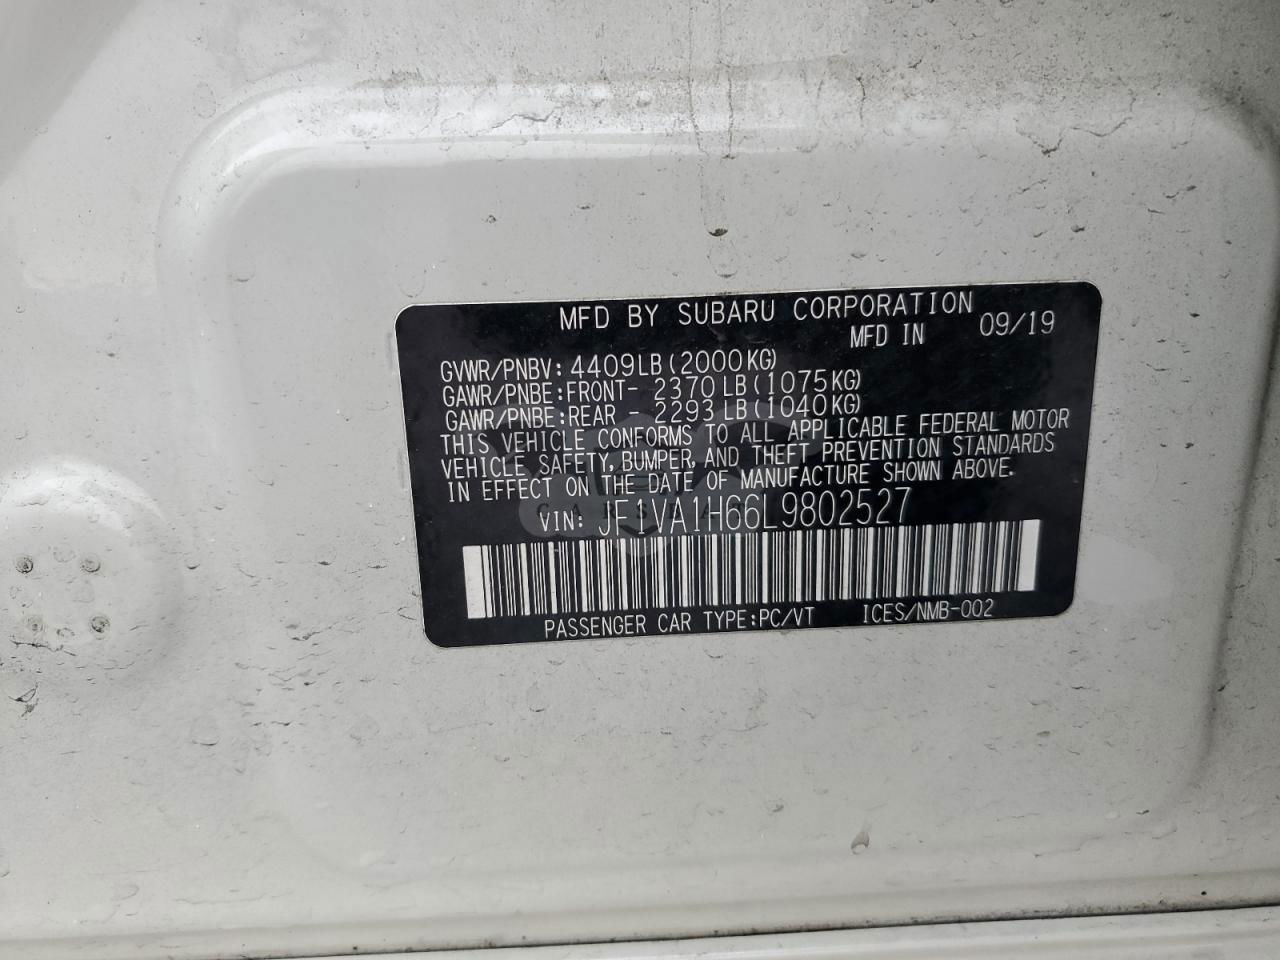 MFD BY SUBARU CORPORATION
MFD IN 09/19
GVWR/PNBV: 4409LB(2000KG)
GAWR/PNBE:FRONT- 2370LB(1075KG)
GAWR/PNBE:REAR - 2293LB(1040KG)
THIS VEHICLE CONFORMS TO ALL APPLICABLE FEDERAL MOTOR
VEHICLE SAFETY, BUMPER, AND THEFT PREVENTION STANDARDS
IN EFFECT ON THE DATE OF MANUFACTURE SHOWN ABOVE.
VIN: JF1VA1H66L9802527
PASSENGER CAR TYPE:PC/VT ICES/NMB-002